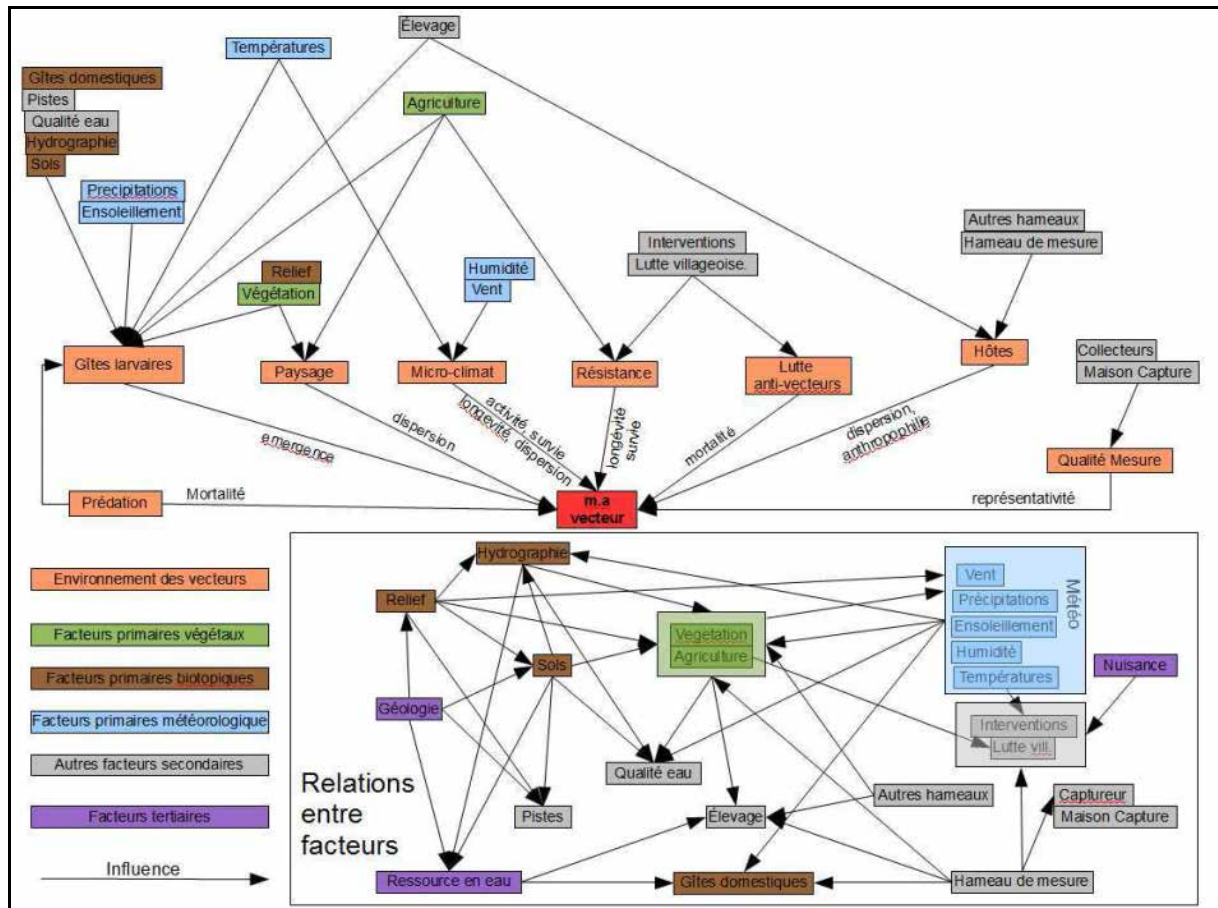 Élevage
Températures
Gîtes domestiques
Pistes
Qualité eau
Hydrographie
Sols
Agriculture
Precipitations
Ensoleillement
Autres hameaux
Hameau de mesure
Interventions
Lutte villageoise.
Relief
Végétation
Humidité
Vent
Gîtes larvaires
Paysage
Micro-climat
Résistance
Lutte
anti-vecteurs
Hôtes
Collecteurs
Maison Capture
emergence
dispersion
activité, survie
longévité, dispersion
longévité
survie
mortalité
dispersion,
anthropophilie
Qualité Mesure
Prédation
Mortalité
m.a
vecteur
représentativité
Environnement des vecteurs
Facteurs primaires végétaux
Facteurs primaires biotopiques
Facteurs primaires météorologique
Autres facteurs secondaires
Facteurs tertiaires
Influence
Hydrographie
Relief
Sols
Géologie
Vegetation
Agriculture
Vent
Précipitations
Ensoleillement
Humidité
Températures
Météo
Nuisance
Interventions
Lutte vill.
Qualité eau
Pistes
Élevage
Autres hameaux
Captureur
Maison Capture
Relations
entre
facteurs
Ressource en eau
Gîtes domestiques
Hameau de mesure